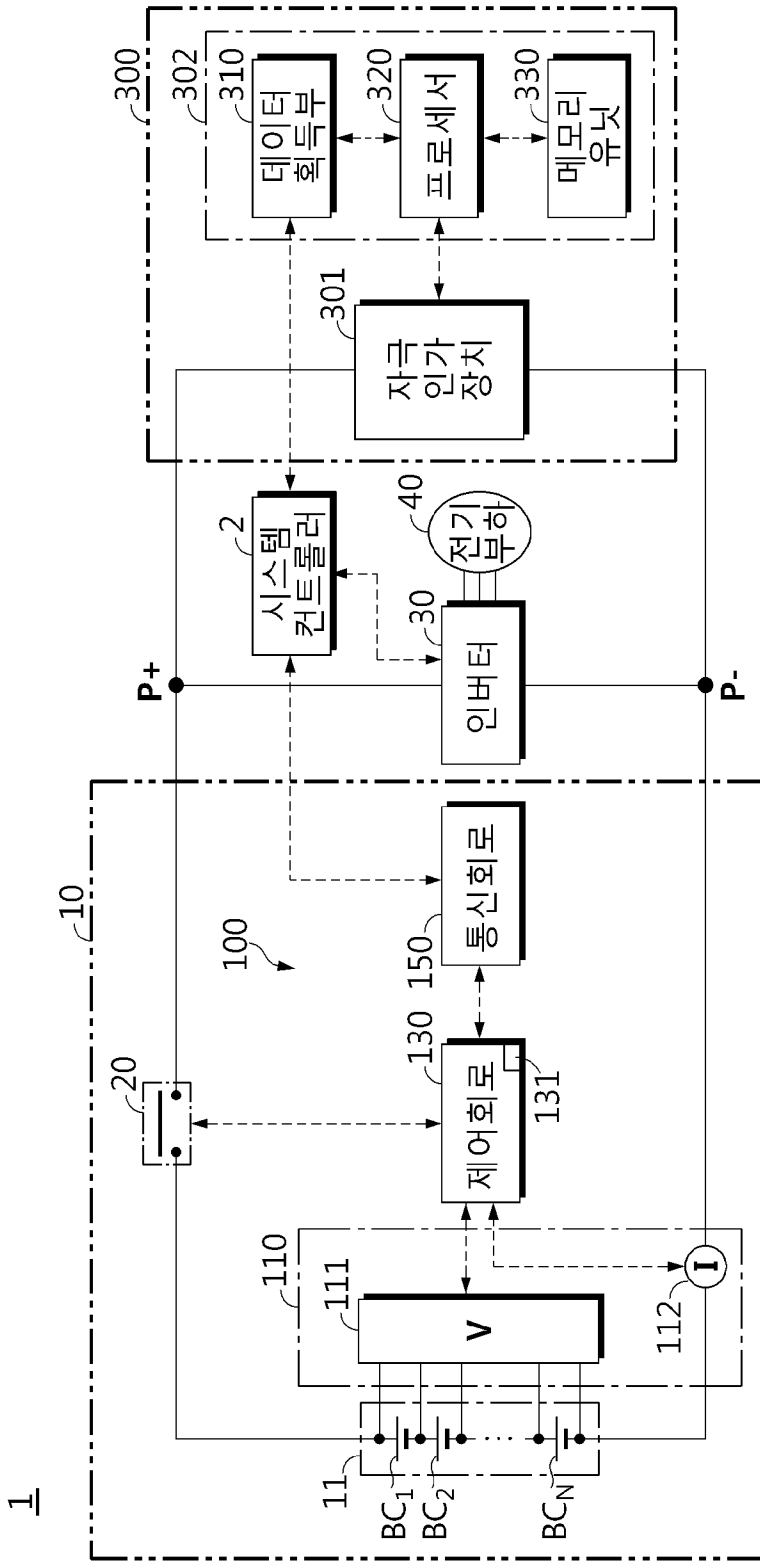 1
10
20
100
11
BC1
BC2
BCN
110
111
V
112
I
130
제어회로
131
150
통신회로
P+
P-
2
시스템
컨트롤러
30
인버터
40
전기
부하
300
301
자극
인가
장치
302
310
데이터
획득부
320
프로세서
330
메모리
유닛